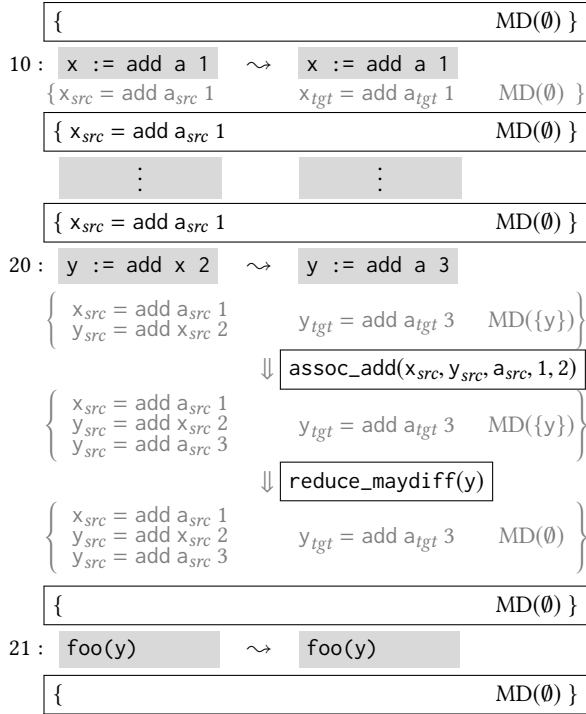 { MD(∅) }
10 : x := add a 1 ⇝ x := add a 1
{ x_src = add a_src 1 x_tgt = add a_tgt 1 MD(∅) }
{ x_src = add a_src 1 MD(∅) }
⋮ ⋮
{ x_src = add a_src 1 MD(∅) }
20 : y := add x 2 ⇝ y := add a 3
{ x_src = add a_src 1
y_src = add x_src 2 y_tgt = add a_tgt 3 MD({y}) }
⇓ assoc_add(x_src, y_src, a_src, 1, 2)
{ x_src = add a_src 1
y_src = add x_src 2 y_tgt = add a_tgt 3 MD({y}) }
y_src = add a_src 3
⇓ reduce_maydiff(y)
{ x_src = add a_src 1
y_src = add x_src 2 y_tgt = add a_tgt 3 MD(∅) }
y_src = add a_src 3
{ MD(∅) }
21 : foo(y) ⇝ foo(y)
{ MD(∅) }